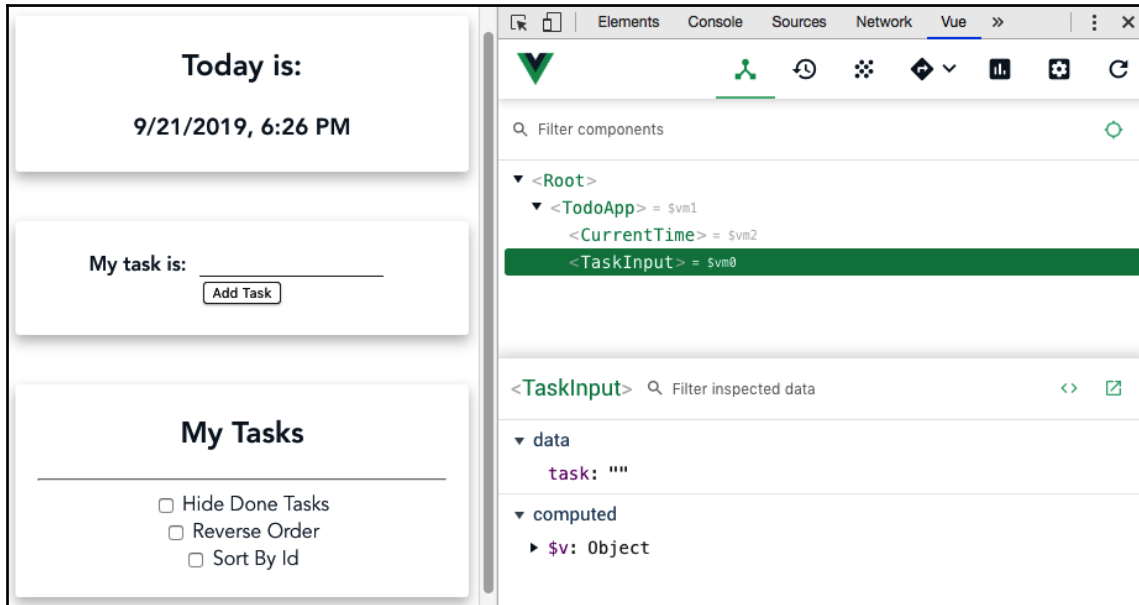 Today is:
9/21/2019, 6:26 PM
My task is:
Add Task
My Tasks
Hide Done Tasks
Reverse Order
Sort By Id
Elements Console Sources Network Vue »
Filter components
<Root>
<TodoApp> = $vm1
<CurrentTime> = $vm2
<TaskInput> = $vm0
<TaskInput> Filter inspected data <>
data
task: ""
computed
$v: Object